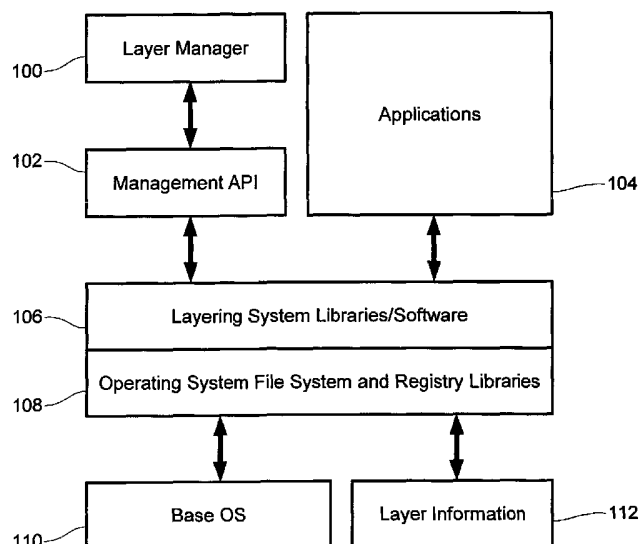 Layer Manager
100
Applications
102
Management API
104
106
Layering System Libraries/Software
Operating System File System and Registry Libraries
108
Base OS
Layer Information
112
110